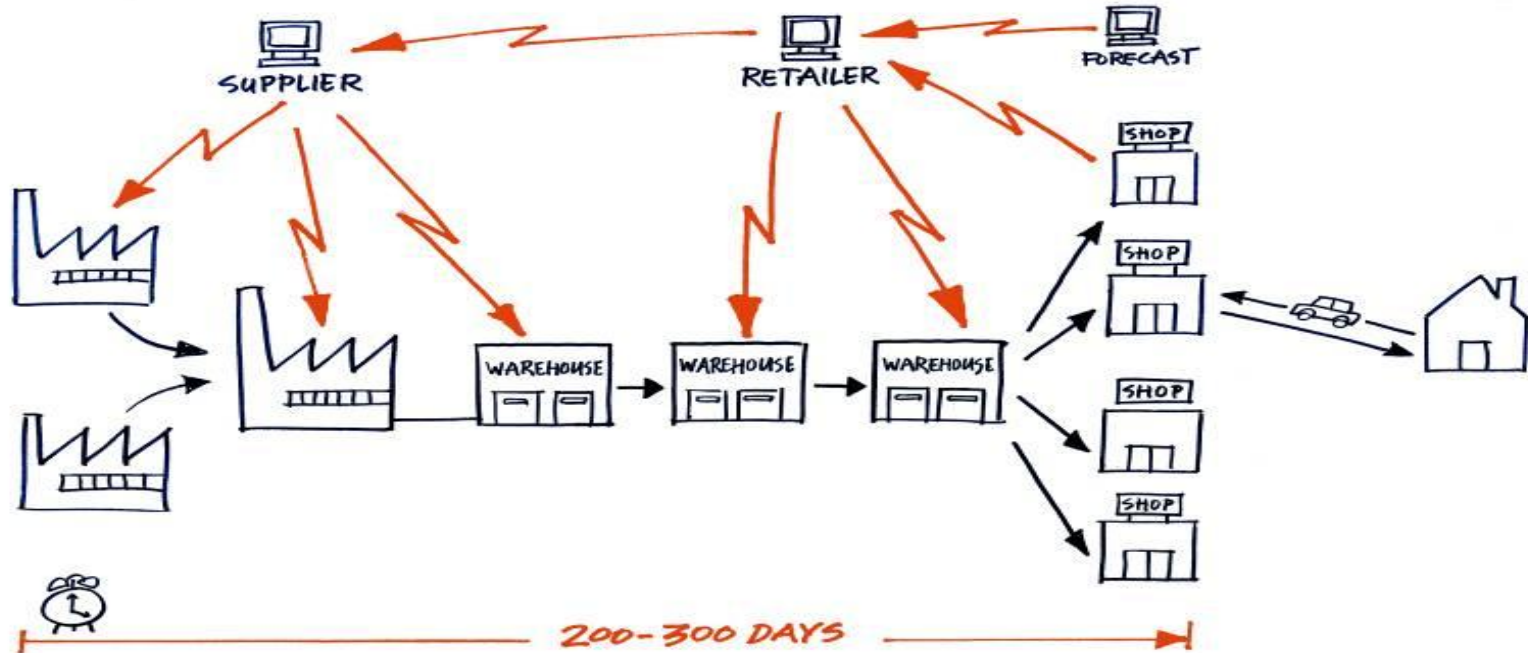 SUPPLIER
RETAILER
FORECAST
SHOP
SHOP
WAREHOUSE
WAREHOUSE
WAREHOUSE
SHOP
SHOP
200-300 DAYS